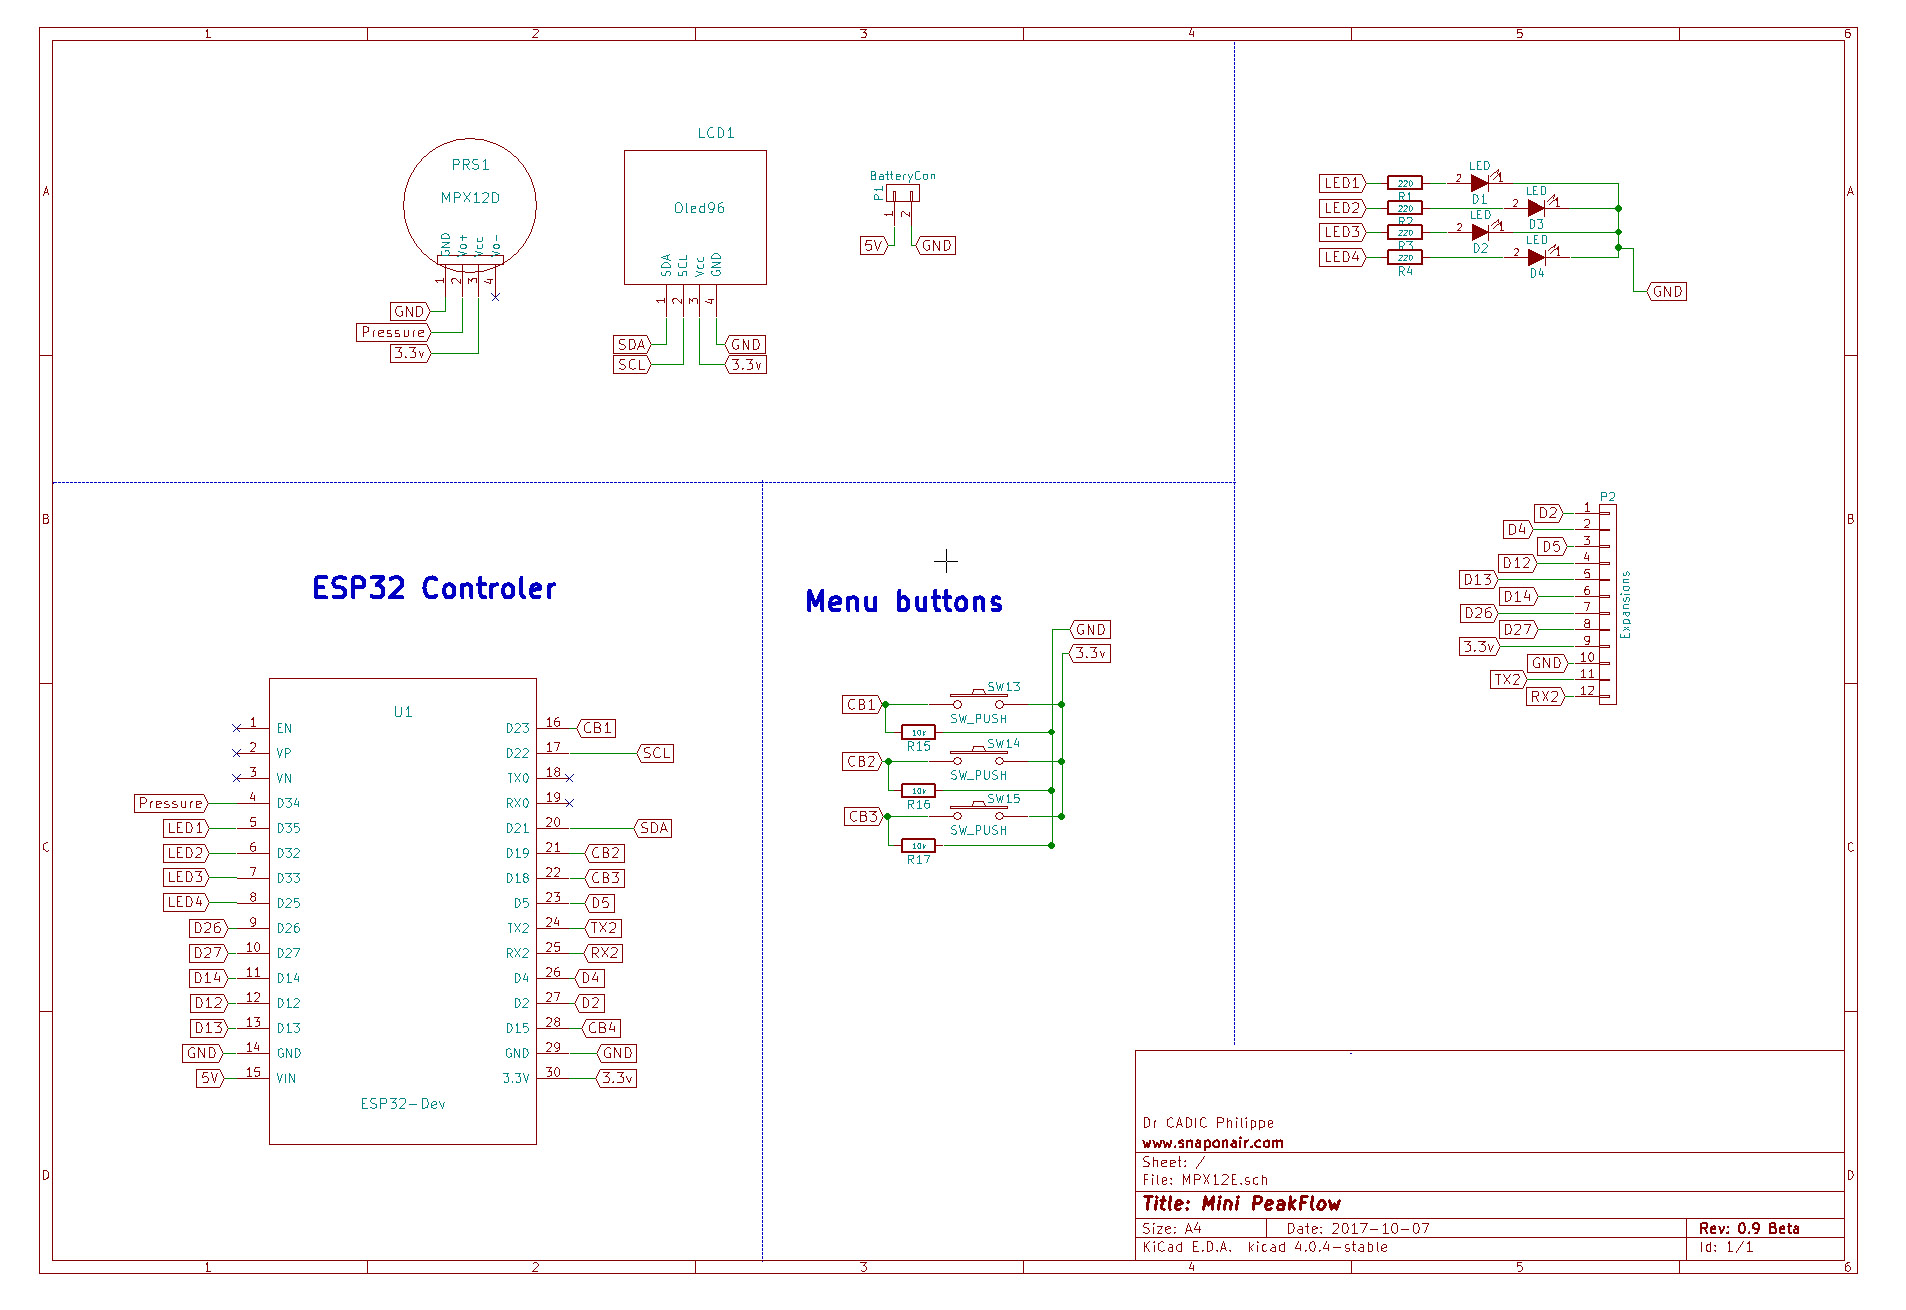 1 2 3 4 5 6
A A
B B
C C
D D
PRS1
MPX12D
GND
Vo+
Vcc
Vo-
1 2 3 4
GND
Pressure
3.3v
LCD1
Oled96
SDA
SCL
Vcc
GND
1 2 3 4
SDA
SCL
GND
3.3v
BatteryCon
P1
1 2
5V
GND
LED1 220 R1 2 LED 1 D1
LED2 220 R2 2 LED 1 D3
LED3 220 R3 2 LED 1 D2
LED4 220 R4 2 LED 1 D4
GND
P2
D2 1
D4 2
D5 3
D12 4
D13 5
D14 6
D26 7
D27 8
3.3v 9
GND 10
TX2 11
RX2 12
Expansions
ESP32 Controler
U1
1 EN
2 VP
3 VN
Pressure 4 D34
LED1 5 D35
LED2 6 D32
LED3 7 D33
LED4 8 D25
D26 9 D26
D27 10 D27
D14 11 D14
D12 12 D12
D13 13 D13
GND 14 GND
5V 15 VIN
D23 16 CB1
D22 17 SCL
TX0 18
RX0 19
D21 20 SDA
D19 21 CB2
D18 22 CB3
D5 23 D5
TX2 24 TX2
RX2 25 RX2
D4 26 D4
D2 27 D2
D15 28 CB4
GND 29 GND
3.3V 30 3.3v
ESP32-Dev
Menu buttons
GND
3.3v
CB1 SW13
SW_PUSH
10k
R15
CB2 SW14
SW_PUSH
10k
R16
CB3 SW15
SW_PUSH
10k
R17
Dr CADIC Philippe
www.snaponair.com
Sheet: /
File: MPX12E.sch
Title: Mini PeakFlow
Size: A4 Date: 2017-10-07 Rev: 0.9 Beta
KiCad E.D.A. kicad 4.0.4-stable Id: 1/1
1 2 3 4 5 6